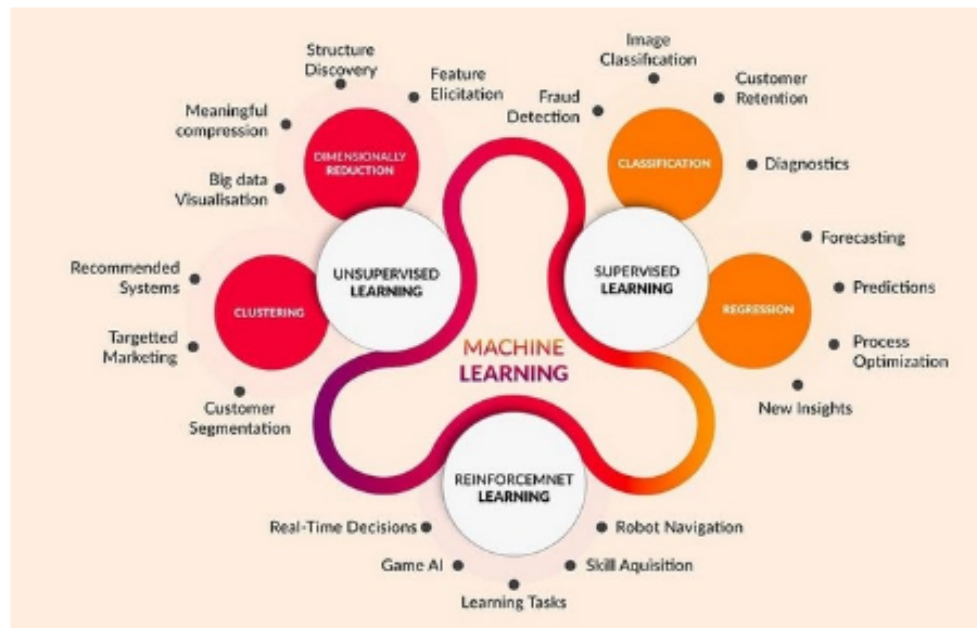 Structure
Discovery
Feature
Elicitation
Meaningful
compression
Big data
Visualisation
DIMENSIONALLY
REDUCTION
UNSUPERVISED
LEARNING
Recommended
Systems
Targetted
Marketing
Customer
Segmentation
CLUSTERING
Image
Classification
Fraud
Detection
Customer
Retention
Diagnostics
CLASSIFICATION
SUPERVISED
LEARNING
Forecasting
Predictions
Process
Optimization
New Insights
REGRESSION
MACHINE
LEARNING
REINFORCEMNET
LEARNING
Real-Time Decisions
Game AI
Learning Tasks
Skill Aquisition
Robot Navigation